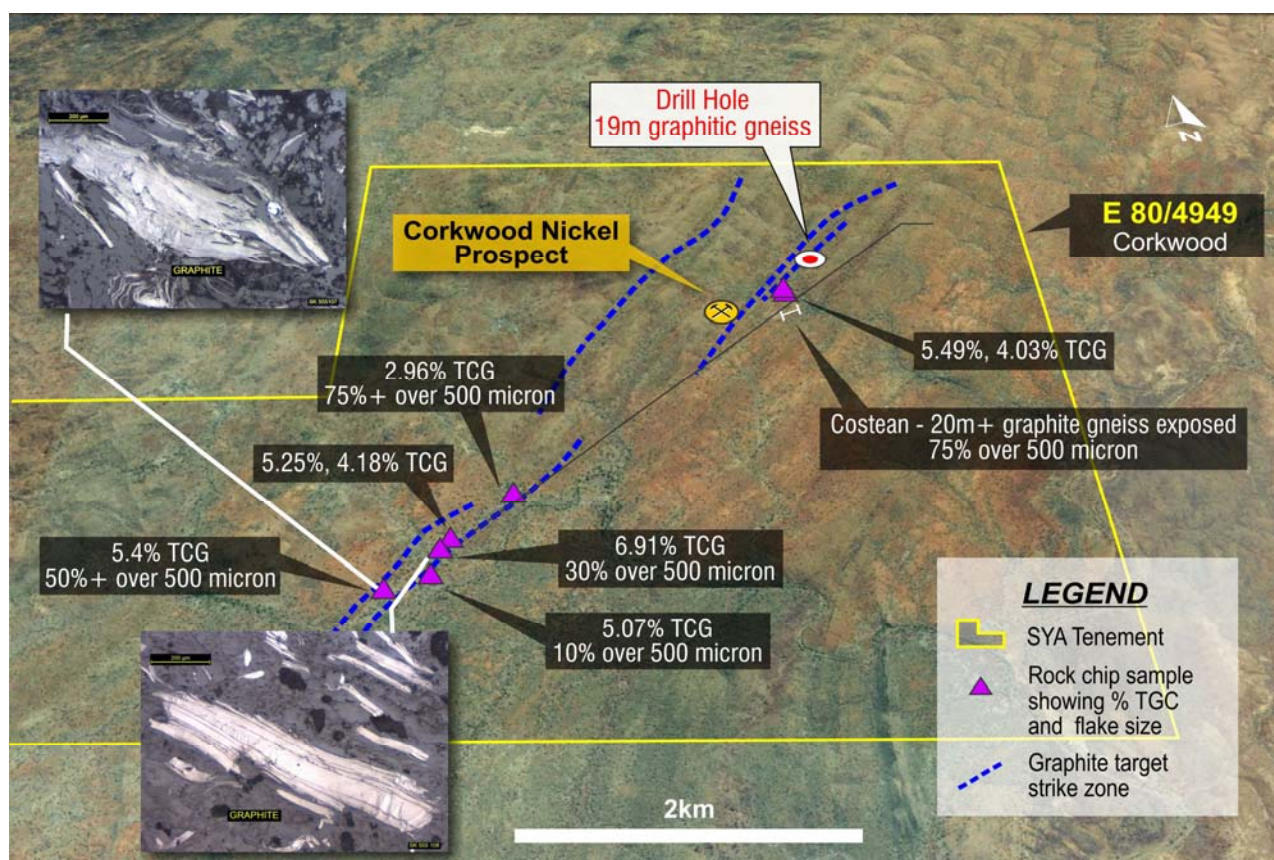 200 µm
GRAPHITE
Drill Hole
19m graphitic gneiss
N
E 80/4949
Corkwood
Corkwood Nickel
Prospect
5.49%, 4.03% TCG
2.96% TCG
75%+ over 500 micron
Costean - 20m+ graphite gneiss exposed
75% over 500 micron
5.25%, 4.18% TCG
5.4% TCG
50%+ over 500 micron
6.91% TCG
30% over 500 micron
5.07% TCG
10% over 500 micron
200 µm
GRAPHITE
LEGEND
SYA Tenement
Rock chip sample
showing % TGC
and flake size
Graphite target
strike zone
2km